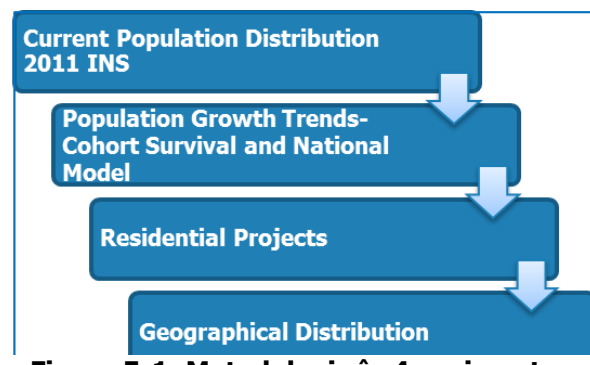 Current Population Distribution
2011 INS
Population Growth Trends-
Cohort Survival and National
Model
Residential Projects
Geographical Distribution